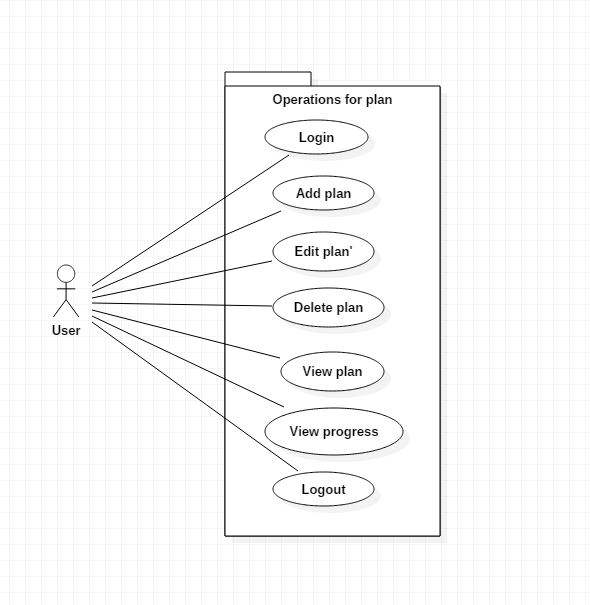 Operations for plan
Login
Add plan
Edit plan'
Delete plan
User
View plan
View progress
Logout